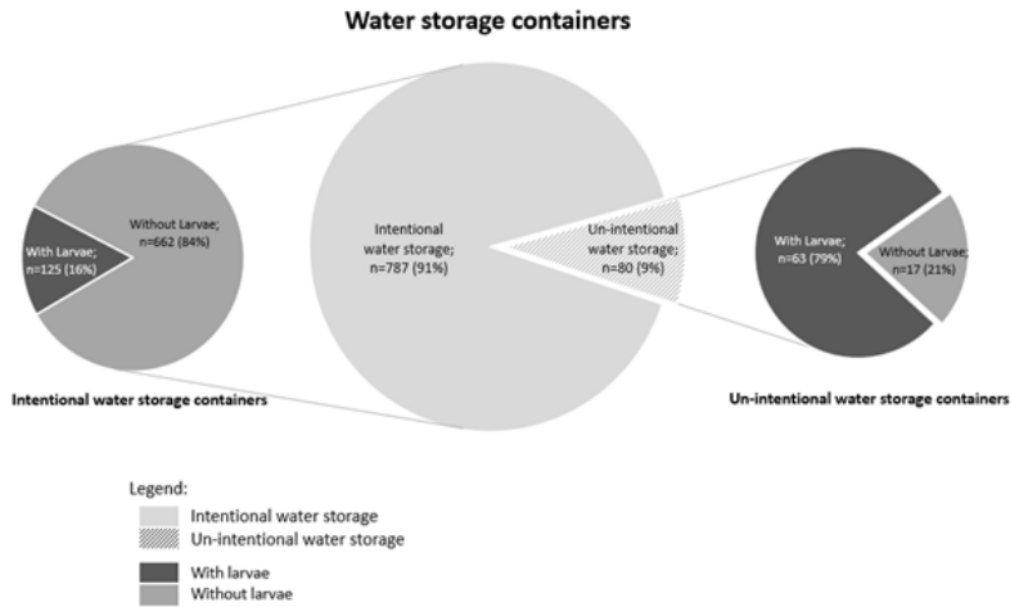 Water storage containers
Without Larvae;
n=662 (84%)
With Larvae;
n=125 (16%)
Intentional water storage containers
Intentional
water storage;
n=787 (91%)
Un-intentional
water storage;
n=80 (9%)
With Larvae;
n=63 (79%)
Without Larvae;
n=17 (21%)
Un-intentional water storage containers
Legend:
Intentional water storage
Un-intentional water storage
With larvae
Without larvae